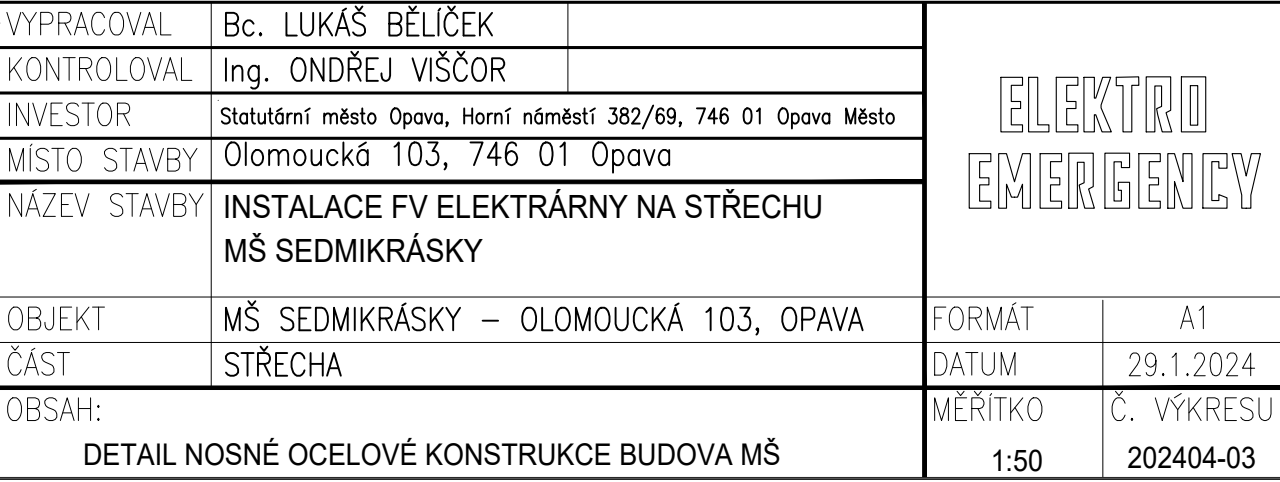 VYPRACOVAL Bc. LUKÁŠ BĚLÍČEK
KONTROLOVAL Ing. ONDŘEJ VIŠČOR
INVESTOR Statutární město Opava, Horní náměstí 382/69, 746 01 Opava Město
MÍSTO STAVBY Olomoucká 103, 746 01 Opava
ELEKTRO
EMERGENCY
NÁZEV STAVBY INSTALACE FV ELEKTRÁRNY NA STŘECHU
MŠ SEDMIKRÁSKY
OBJEKT MŠ SEDMIKRÁSKY – OLOMOUCKÁ 103, OPAVA
FORMÁT A1
ČÁST STŘECHA
DATUM 29.1.2024
OBSAH:
DETAIL NOSNÉ OCELOVÉ KONSTRUKCE BUDOVA MŠ
MĚŘÍTKO Č. VÝKRESU
1:50 202404-03